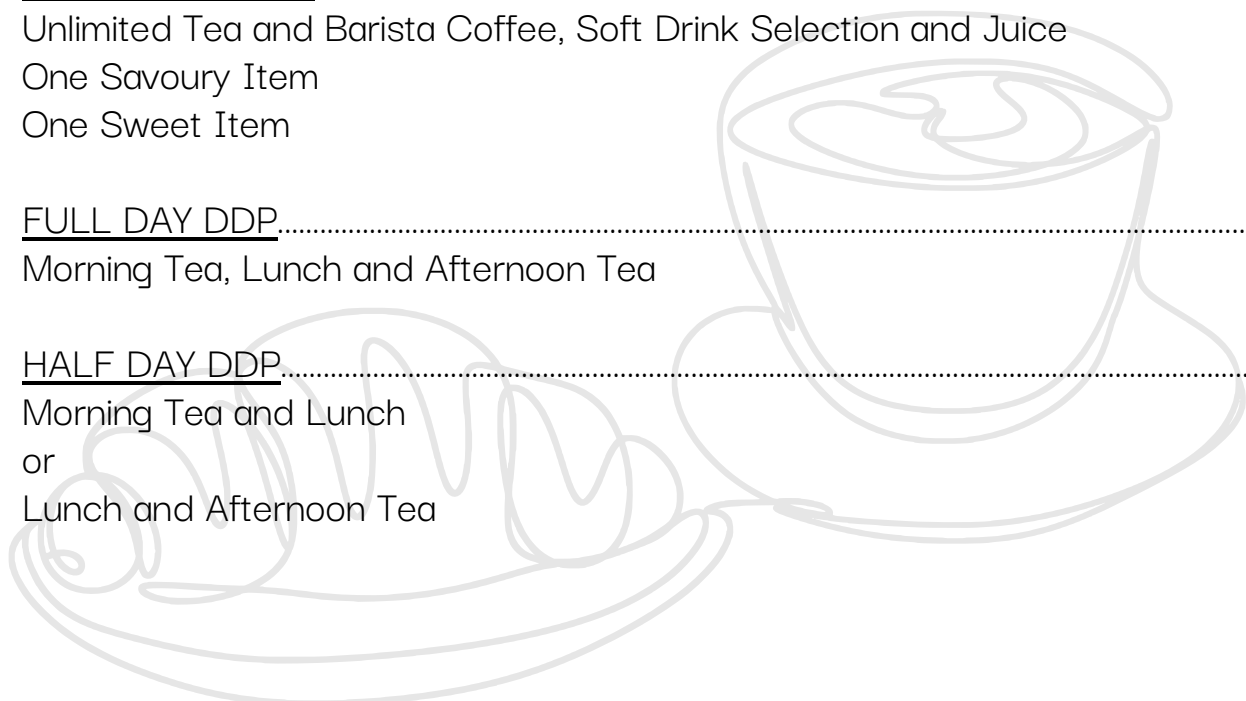 Unlimited Tea and Barista Coffee, Soft Drink Selection and Juice
One Savoury Item
One Sweet Item
FULL DAY DDP........................................................................................................................................
Morning Tea, Lunch and Afternoon Tea
HALF DAY DDP........................................................................................................................................
Morning Tea and Lunch
or
Lunch and Afternoon Tea